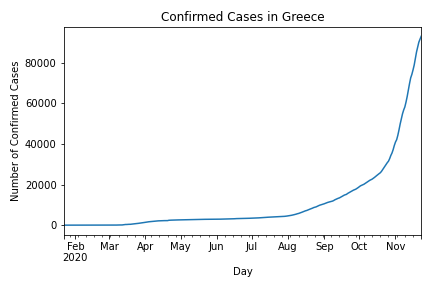 Confirmed Cases in Greece
Number of Confirmed Cases
80000
60000
40000
20000
0
Feb Mar Apr May Jun Jul Aug Sep Oct Nov
2020
Day